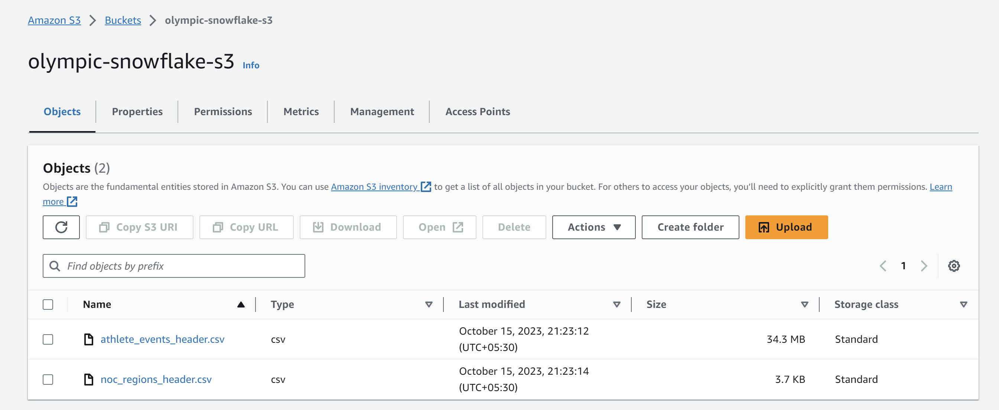 Amazon S3 > Buckets > olympic-snowflake-s3
olympic-snowflake-s3 Info
Objects Properties Permissions Metrics Management Access Points
Objects (2)
Objects are the fundamental entities stored in Amazon S3. You can use Amazon S3 inventory to get a list of all objects in your bucket. For others to access your objects, you’ll need to explicitly grant them permissions. Learn
more
Copy S3 URI Copy URL Download Open Delete Actions Create folder Upload
Find objects by prefix 1
Name Type Last modified Size Storage class
athlete_events_header.csv csv October 15, 2023, 21:23:12 (UTC+05:30) 34.3 MB Standard
noc_regions_header.csv csv October 15, 2023, 21:23:14 (UTC+05:30) 3.7 KB Standard